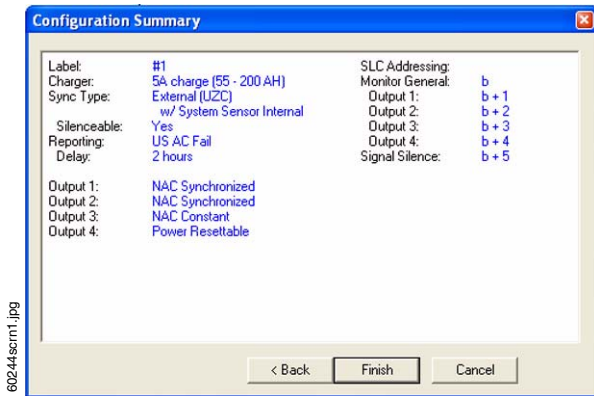 Configuration Summary
Label: #1
Charger: 5A charge (55 - 200 AH)
Sync Type: External (UZC)
w/ System Sensor Internal
Silenceable: Yes
Reporting: US AC Fail
Delay: 2 hours
Output 1: NAC Synchronized
Output 2: NAC Synchronized
Output 3: NAC Constant
Output 4: Power Resettable
SLC Addressing:
Monitor General: b
Output 1: b + 1
Output 2: b + 2
Output 3: b + 3
Output 4: b + 4
Signal Silence: b + 5
< Back
Finish
Cancel
60244scrn1.jpg